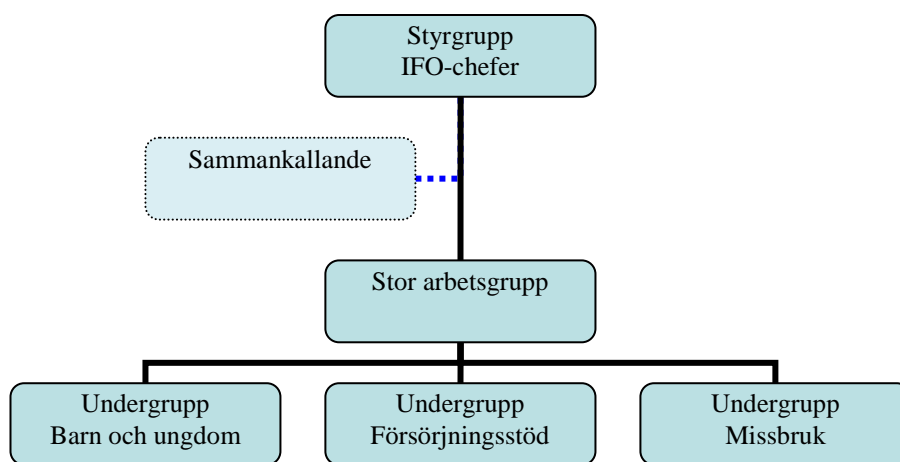 Styrgrupp
IFO-chefer
Sammankallande
Stor arbetsgrupp
Undergrupp
Barn och ungdom
Undergrupp
Försörjningsstöd
Undergrupp
Missbruk